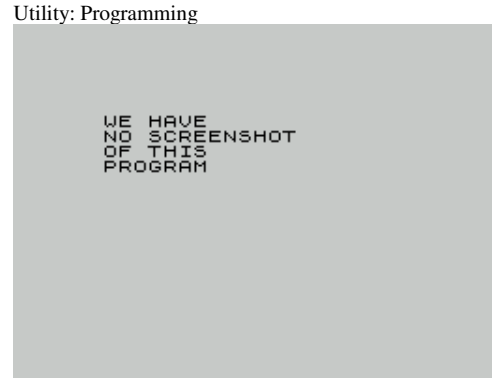 Utility: Programming
WE HAVE
NO SCREENSHOT
OF THIS
PROGRAM